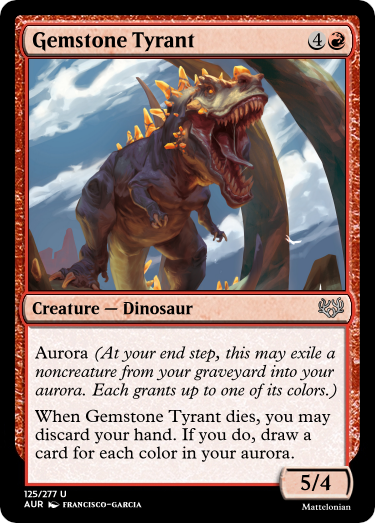 Gemstone Tyrant 4
Creature — Dinosaur
Aurora (At your end step, this may exile a
noncreature from your graveyard into your
aurora. Each grants up to one of its colors.)
When Gemstone Tyrant dies, you may
discard your hand. If you do, draw a
card for each color in your aurora.
5/4
125/277 U
AUR FRANCISCO-GARCIA
Mattelonian